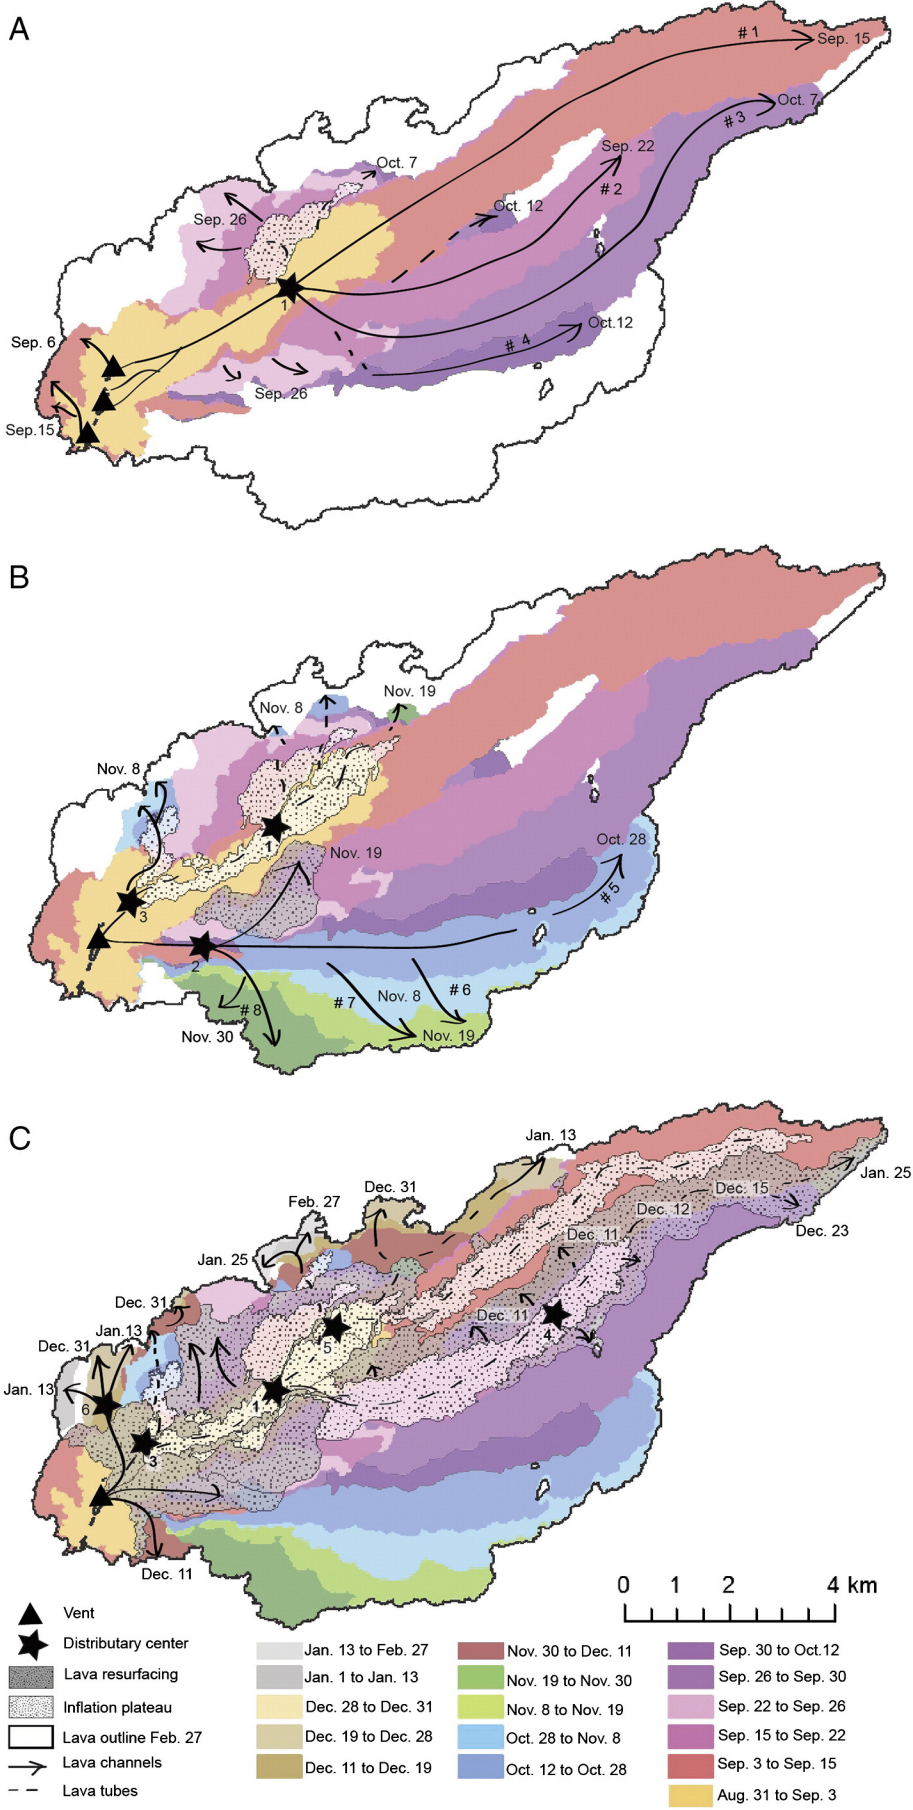 A
# 1
Sep. 15
Oct. 7
# 3
Sep. 22
# 2
Oct. 7
Oct. 12
Sep. 26
1
Sep. 6
# 4
Oct.12
Sep. 26
Sep.15
B
Nov. 8
Nov. 19
Nov. 8
1
Nov. 19
Oct. 28
# 5
3
2
# 7
Nov. 8
# 6
# 8
Nov. 30
Nov. 19
C
Jan. 13
Jan. 25
Dec. 31
Feb. 27
Dec. 15
Dec. 12
Dec. 23
Dec. 11
Jan. 25
Dec. 31
Dec. 11
Jan.13
Dec. 31
5
4
Jan. 13
6
1
3
Dec. 11
0 1 2 4 km
Vent
Distributary center
Lava resurfacing
Inflation plateau
Lava outline Feb. 27
Lava channels
Lava tubes
Jan. 13 to Feb. 27
Jan. 1 to Jan. 13
Dec. 28 to Dec. 31
Dec. 19 to Dec. 28
Dec. 11 to Dec. 19
Nov. 30 to Dec. 11
Nov. 19 to Nov. 30
Nov. 8 to Nov. 19
Oct. 28 to Nov. 8
Oct. 12 to Oct. 28
Sep. 30 to Oct.12
Sep. 26 to Sep. 30
Sep. 22 to Sep. 26
Sep. 15 to Sep. 22
Sep. 3 to Sep. 15
Aug. 31 to Sep. 3